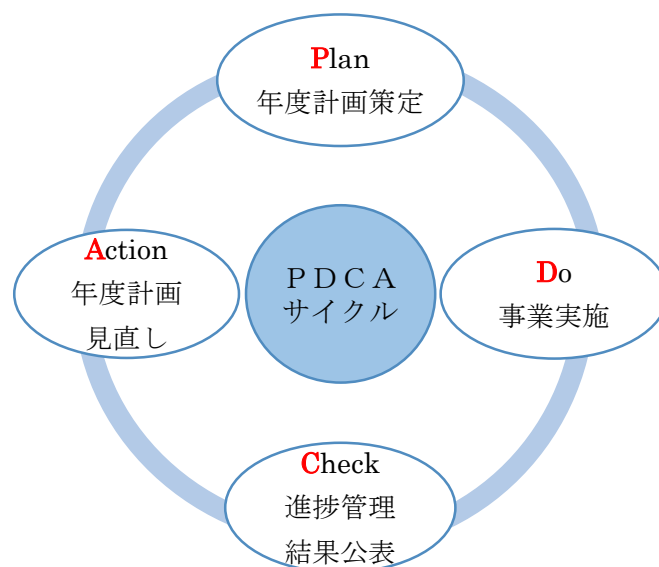 Plan
年度計画策定
Action
年度計画
見直し
ＰＤＣＡ
サイクル
Do
事業実施
Check
進捗管理
結果公表